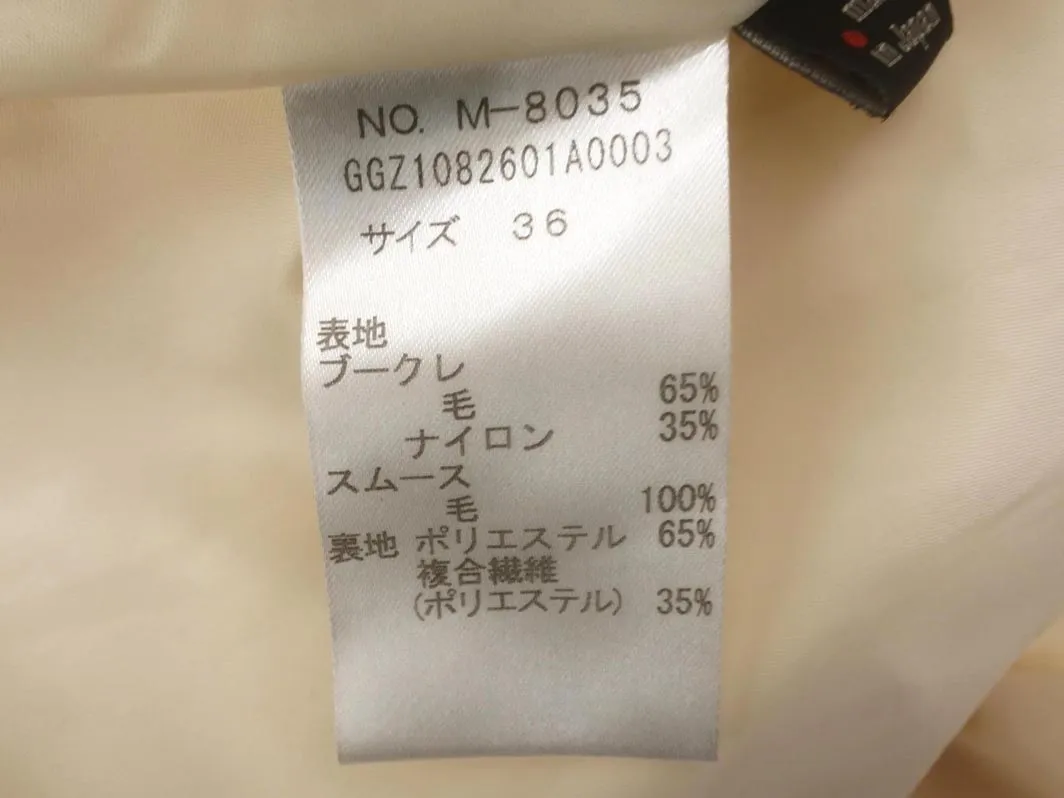 NO. M-8035
GGZ1082601A0003
サイズ 36
表地
ブークレ
毛 65%
ナイロン 35%
スムース
毛 100%
裏地 ポリエステル 65%
複合繊維
(ポリエステル) 35%
in Japan